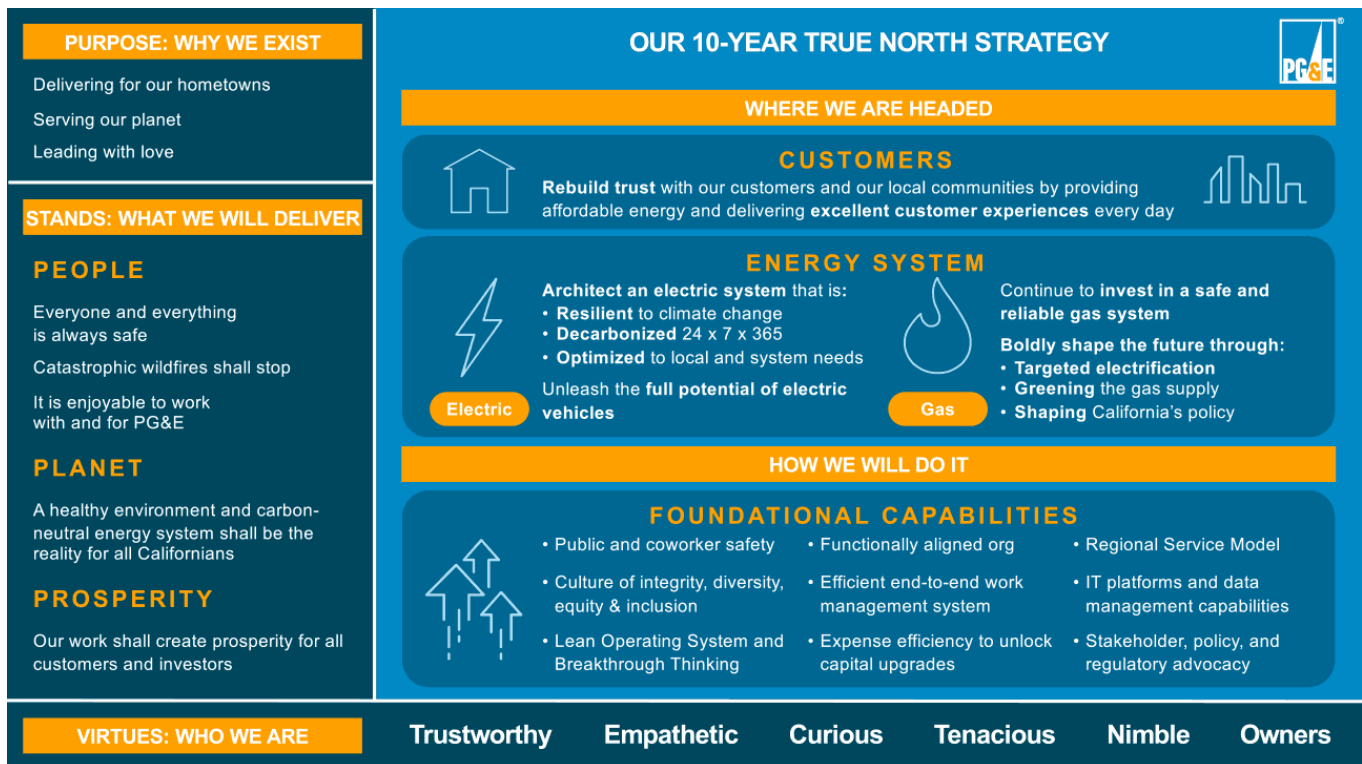 PURPOSE: WHY WE EXIST
Delivering for our hometowns
Serving our planet
Leading with love
STANDS: WHAT WE WILL DELIVER
PEOPLE
Everyone and everything
is always safe
Catastrophic wildfires shall stop
It is enjoyable to work
with and for PG&E
PLANET
A healthy environment and carbon-
neutral energy system shall be the
reality for all Californians
PROSPERITY
Our work shall create prosperity for all
customers and investors
OUR 10-YEAR TRUE NORTH STRATEGY
PG&E®
WHERE WE ARE HEADED
CUSTOMERS
Rebuild trust with our customers and our local communities by providing
affordable energy and delivering excellent customer experiences every day
ENERGY SYSTEM
Architect an electric system that is:
• Resilient to climate change
• Decarbonized 24 x 7 x 365
• Optimized to local and system needs
Unleash the full potential of electric
vehicles
Electric
Continue to invest in a safe and
reliable gas system
Boldly shape the future through:
• Targeted electrification
• Greening the gas supply
• Shaping California's policy
Gas
HOW WE WILL DO IT
FOUNDATIONAL CAPABILITIES
• Public and coworker safety
• Culture of integrity, diversity,
equity & inclusion
• Lean Operating System and
Breakthrough Thinking
• Functionally aligned org
• Efficient end-to-end work
management system
• Expense efficiency to unlock
capital upgrades
• Regional Service Model
• IT platforms and data
management capabilities
• Stakeholder, policy, and
regulatory advocacy
VIRTUES: WHO WE ARE
Trustworthy Empathetic Curious Tenacious Nimble Owners